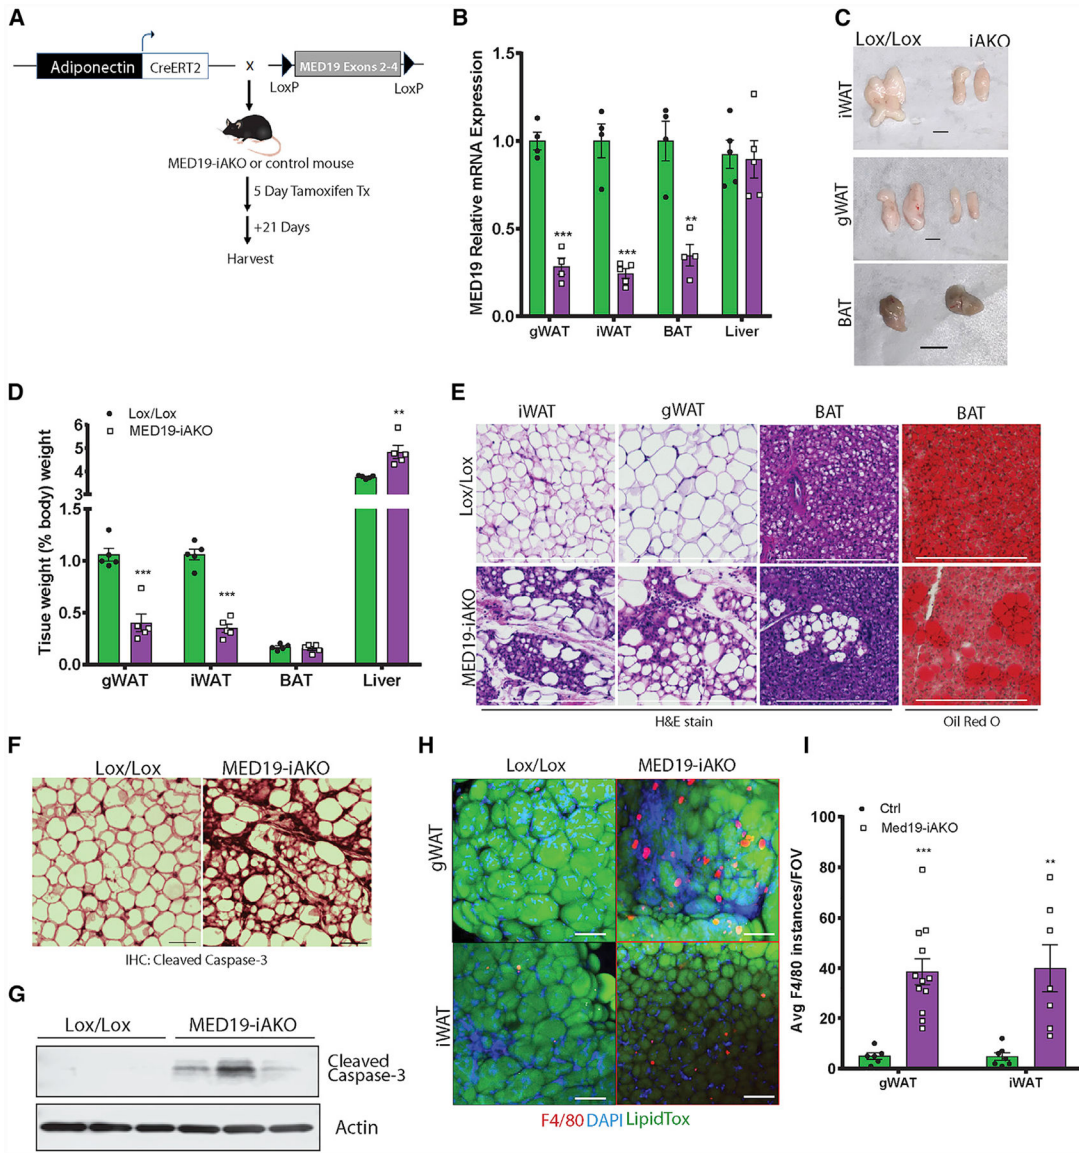 A
Adiponectin
CreERT2
x
MED19 Exons 2-4
LoxP
LoxP
MED19-iAKO or control mouse
5 Day Tamoxifen Tx
+21 Days
Harvest
B
MED19 Relative mRNA Expression
1.5
1.0
0.5
0.0
***
***
**
gWAT
iWAT
BAT
Liver
C
Lox/Lox
iAKO
iWAT
gWAT
BAT
D
Lox/Lox
MED19-iAKO
Tissue weight (% body) weight
6
5
4
3
1.5
1.0
0.5
0.0
***
***
**
gWAT
iWAT
BAT
Liver
E
iWAT
gWAT
BAT
BAT
Lox/Lox
MED19-iAKO
H&E stain
Oil Red O
F
Lox/Lox
MED19-iAKO
IHC: Cleaved Caspase-3
G
Lox/Lox
MED19-iAKO
Cleaved
Caspase-3
Actin
H
Lox/Lox
MED19-iAKO
gWAT
iWAT
F4/80 DAPI LipidTox
I
Ctrl
Med19-iAKO
Avg F4/80 instances/FOV
100
80
60
40
20
0
***
**
gWAT
iWAT